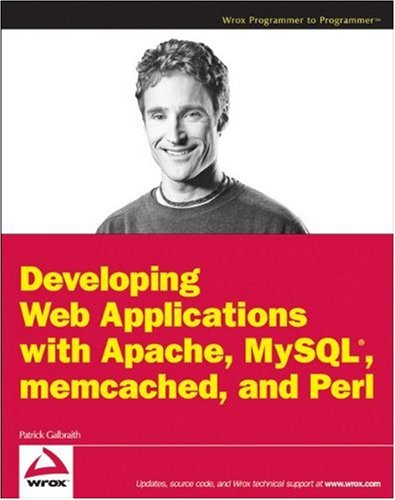 Wrox Programmer to Programmer™
Developing
Web Applications
with Apache, MySQL®,
memcached, and Perl
Patrick Galbraith
wrox™
Updates, source code, and Wrox technical support at www.wrox.com